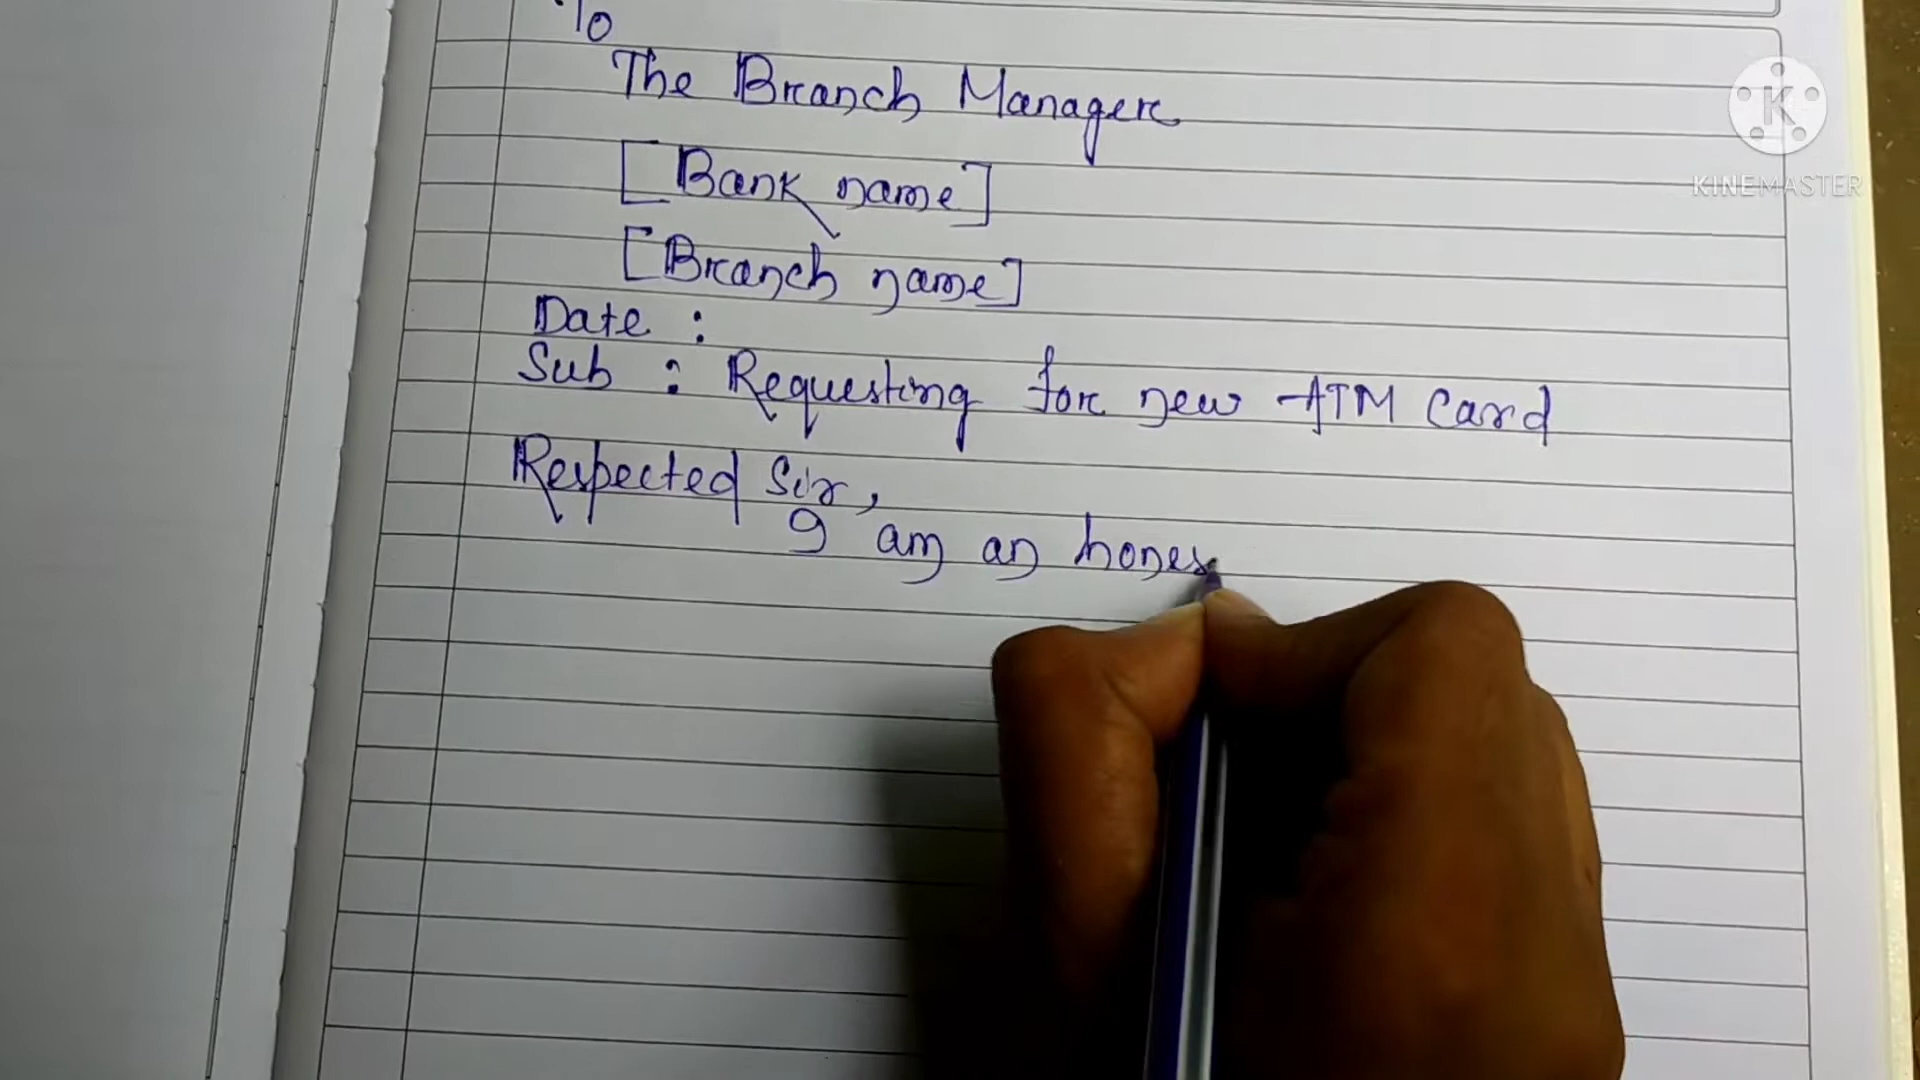 To
The Branch Manager
[Bank name]
[Branch name]
Date :
Sub : Requesting for new ATM Card
Respected Sir,
I am an hones
K
KINEMASTER